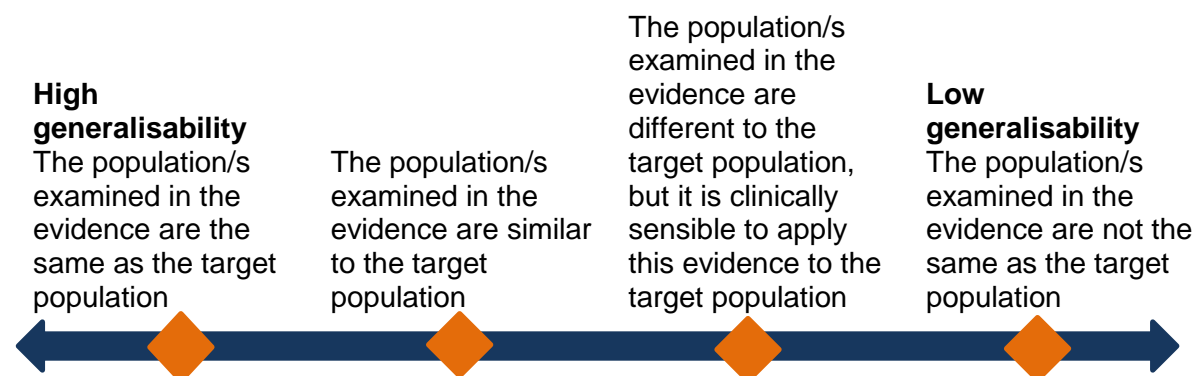 High
generalisability
The population/s
examined in the
evidence are the
same as the target
population
The population/s
examined in the
evidence are similar
to the target
population
The population/s
examined in the
evidence are
different to the
target population,
but it is clinically
sensible to apply
this evidence to the
target population
Low
generalisability
The population/s
examined in the
evidence are not the
same as the target
population